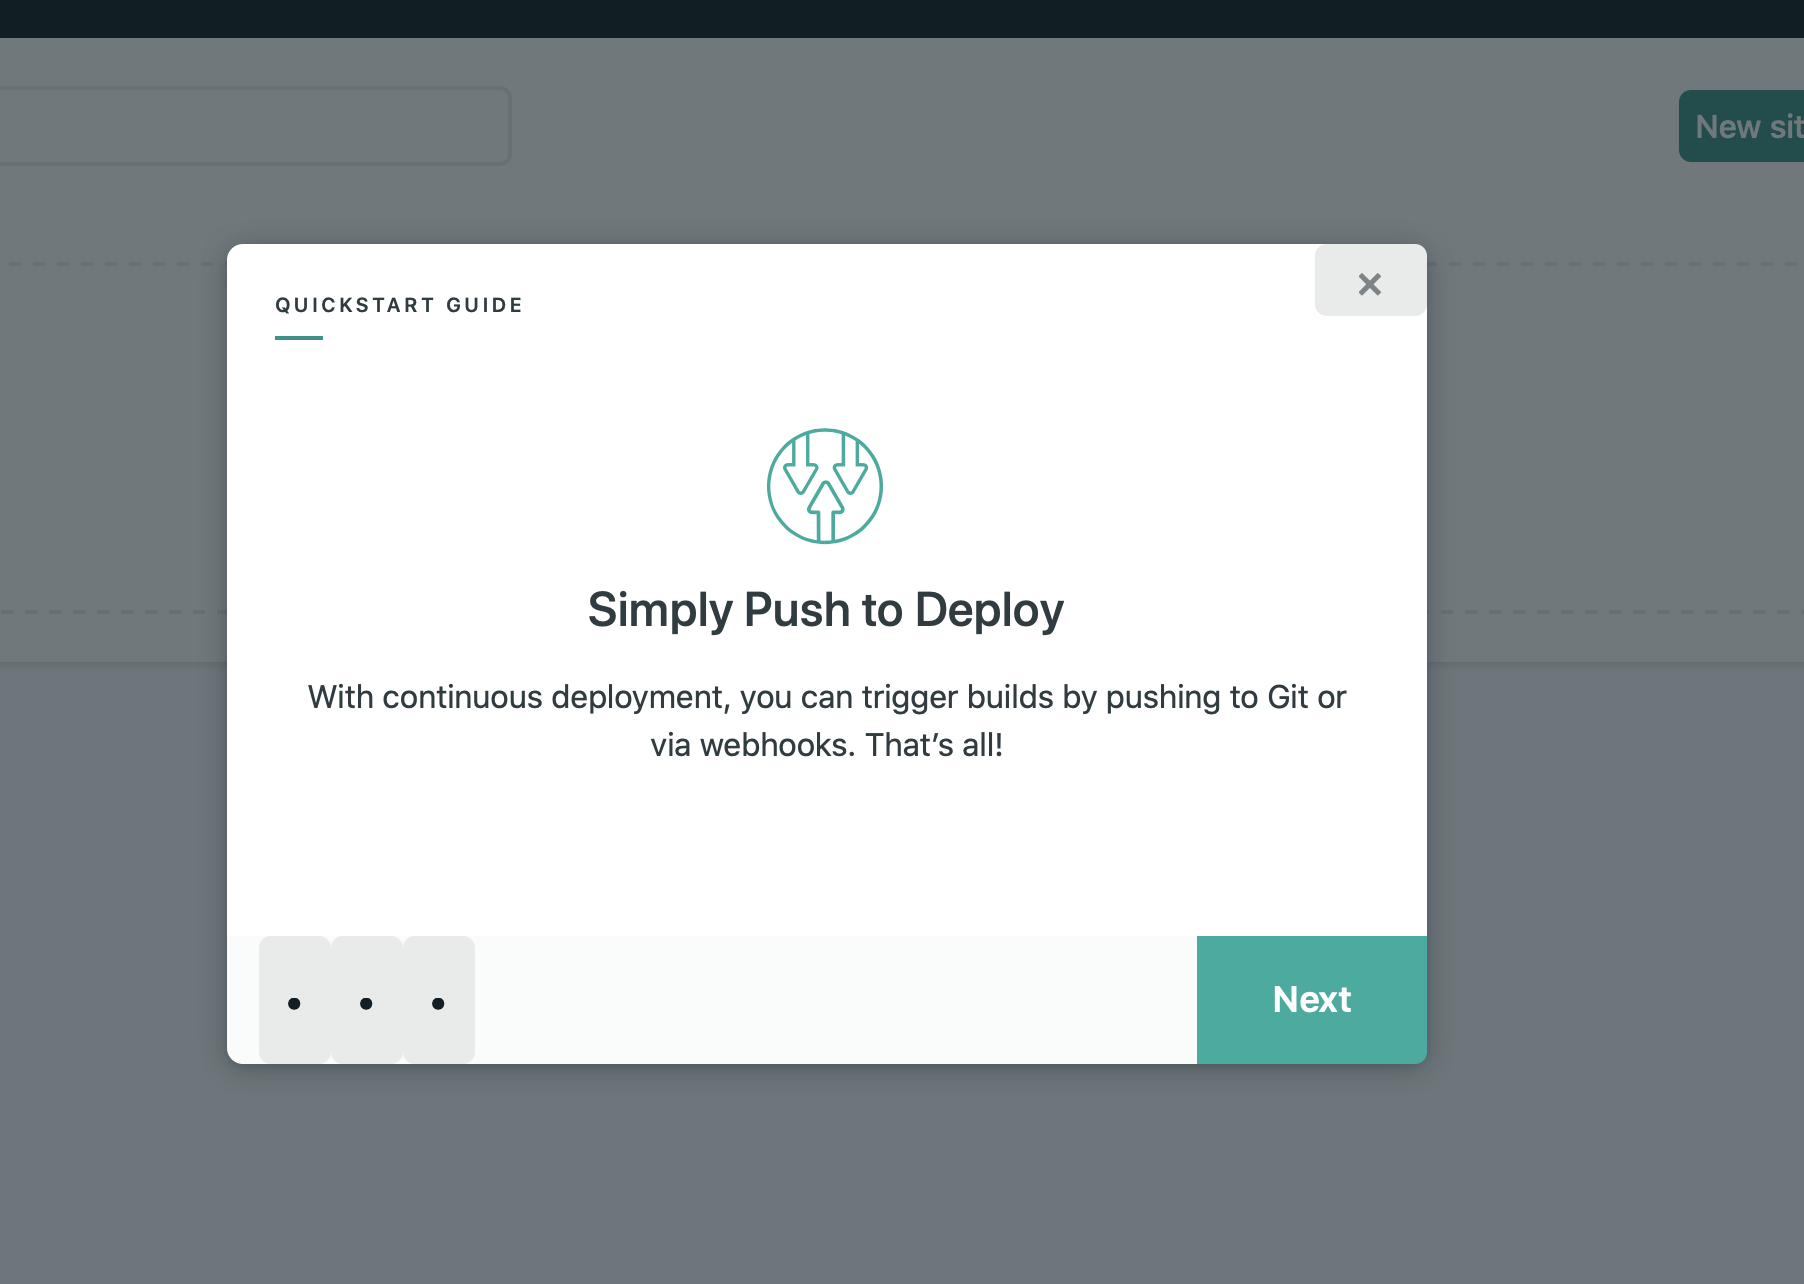 New sit
QUICKSTART GUIDE
Simply Push to Deploy
With continuous deployment, you can trigger builds by pushing to Git or
via webhooks. That’s all!
Next